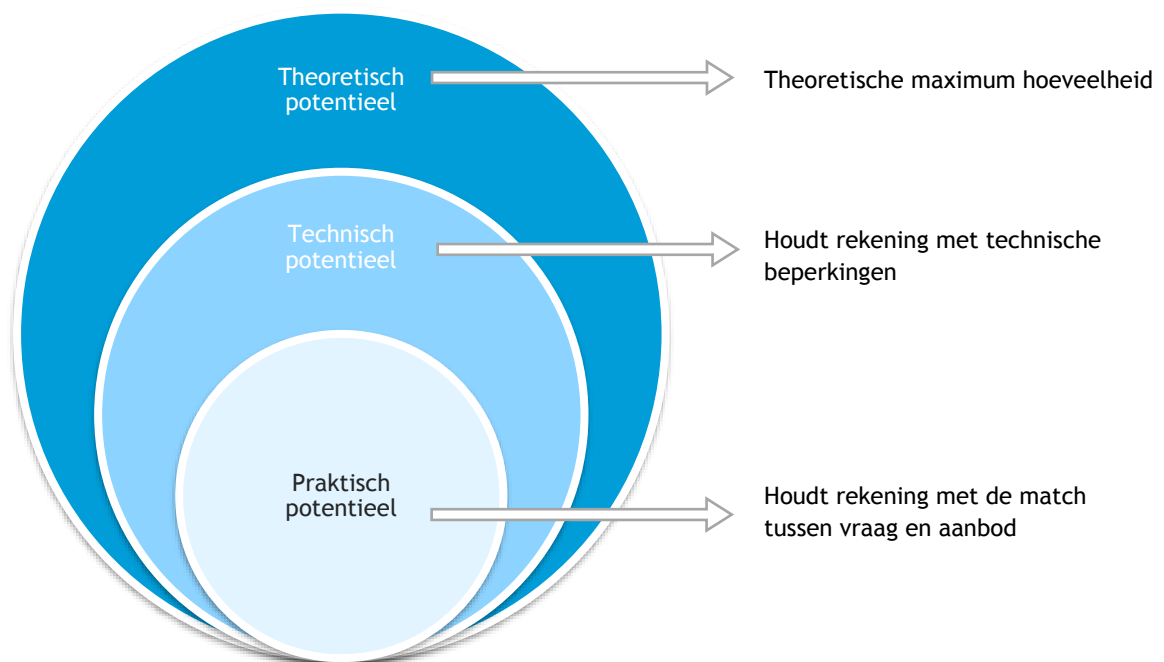 Theoretisch
potentieel
Theoretische maximum hoeveelheid
Technisch
potentieel
Houdt rekening met technische
beperkingen
Praktisch
potentieel
Houdt rekening met de match
tussen vraag en aanbod